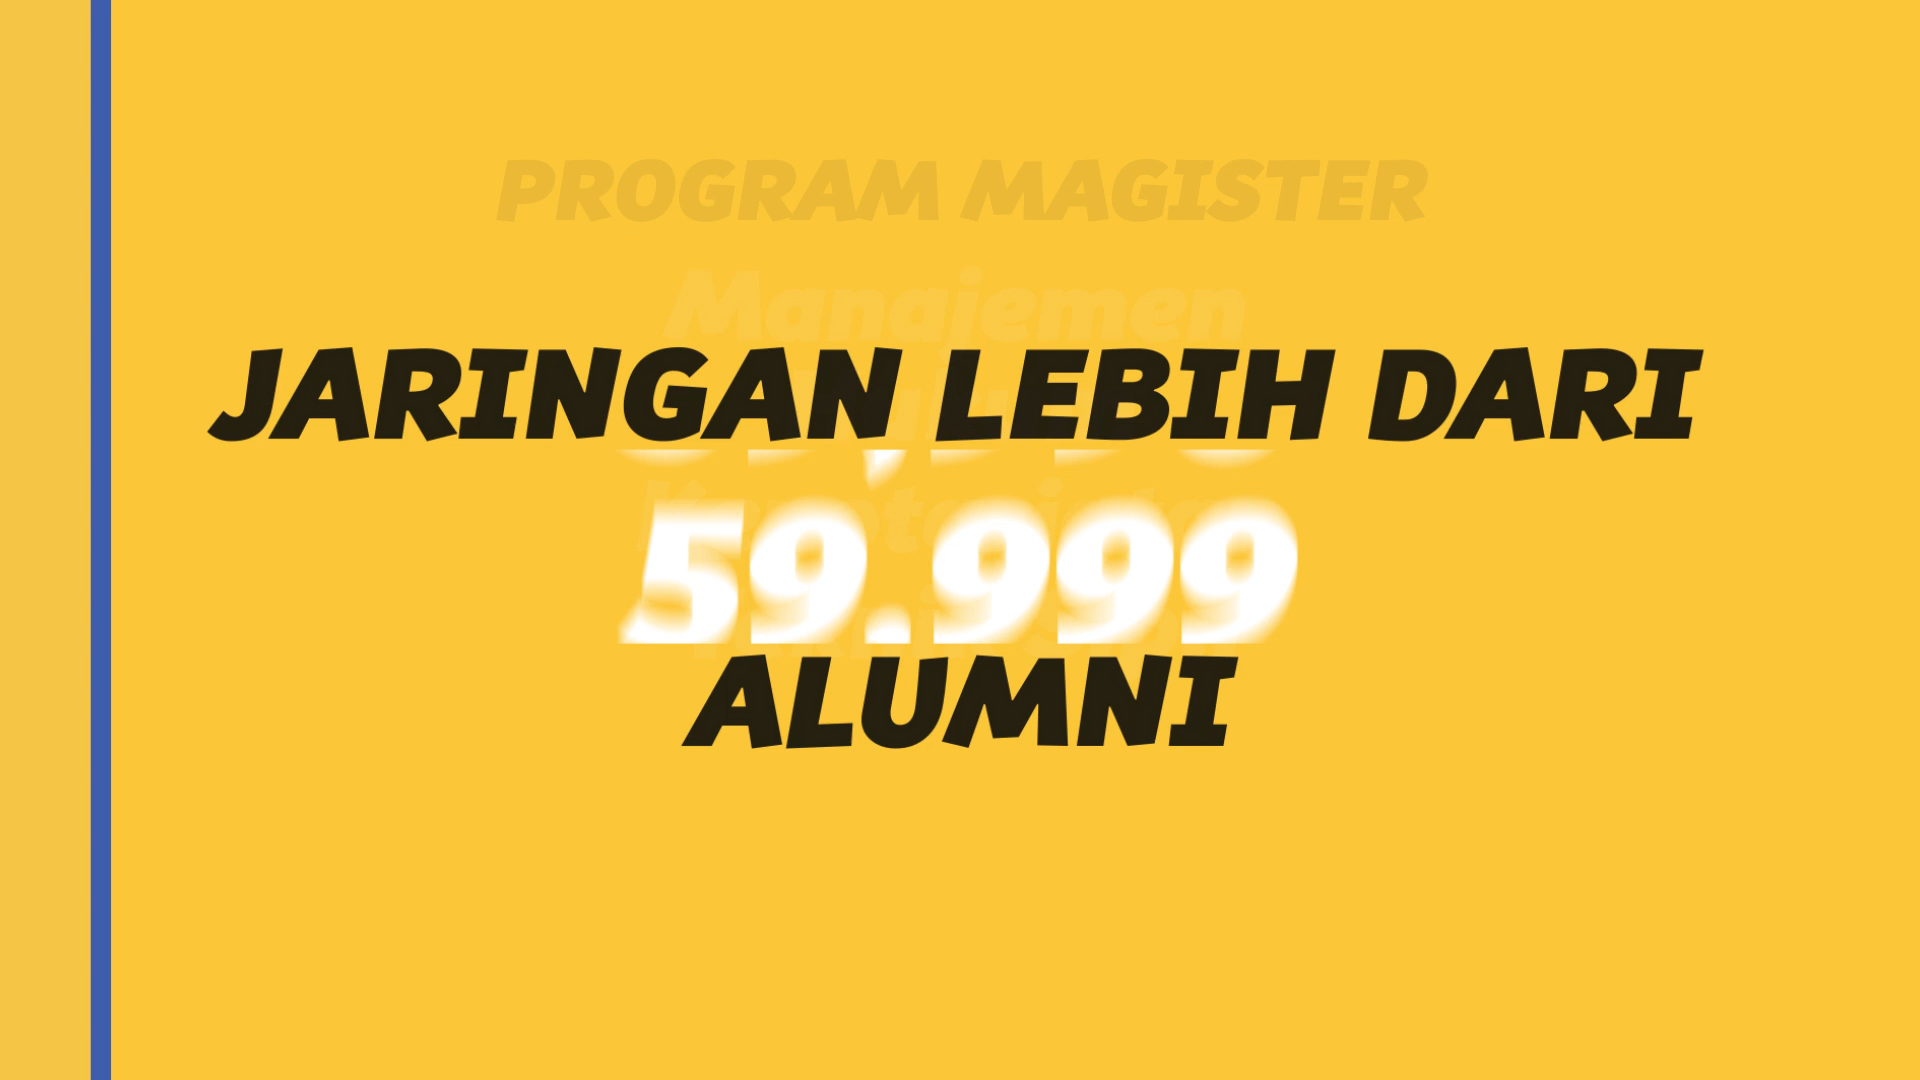 PROGRAM MAGISTER
Manajemen
JARINGAN LEBIH DARI
59.999
ALUMNI